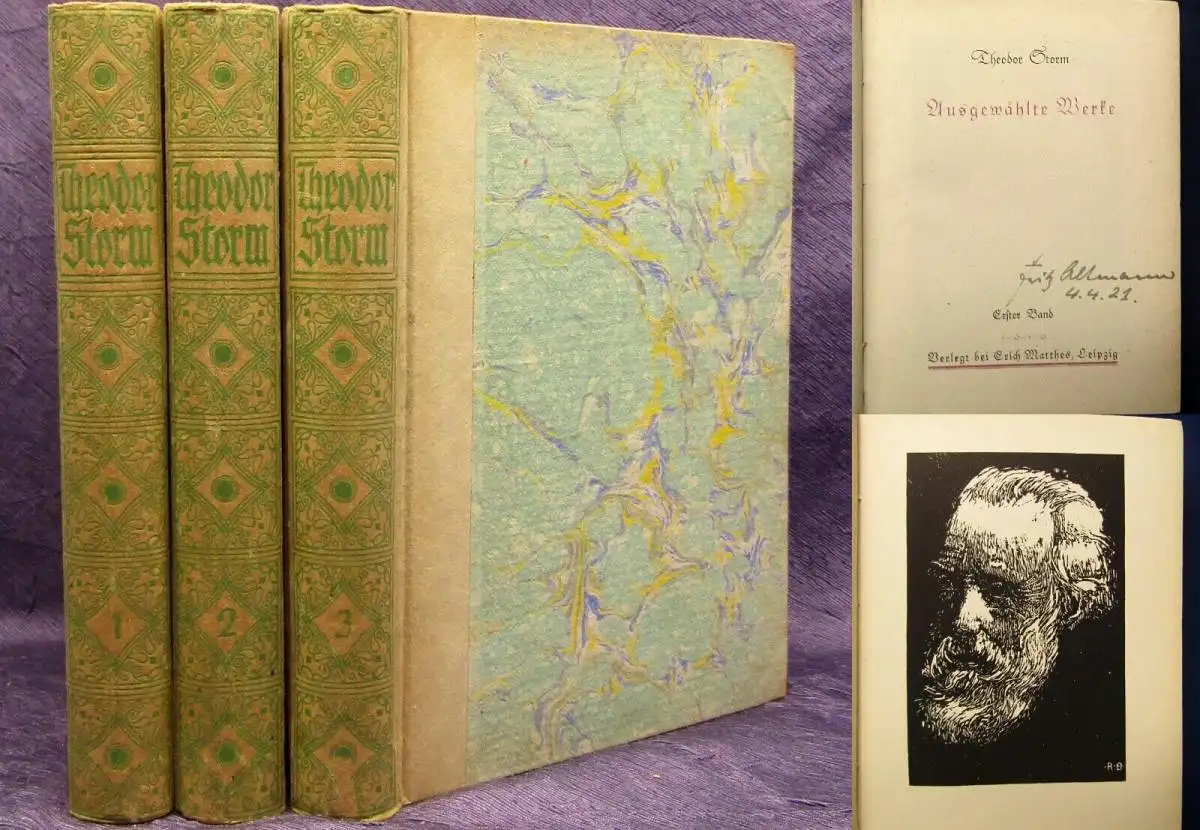 Theodor
Storm
1
Theodor
Storm
2
Theodor
Storm
3
Theodor Storm
Ausgewählte Werke
Fritz Altmann
4.4.21.
Erster Band
Verlegt bei Erich Matthes, Leipzig
R·D